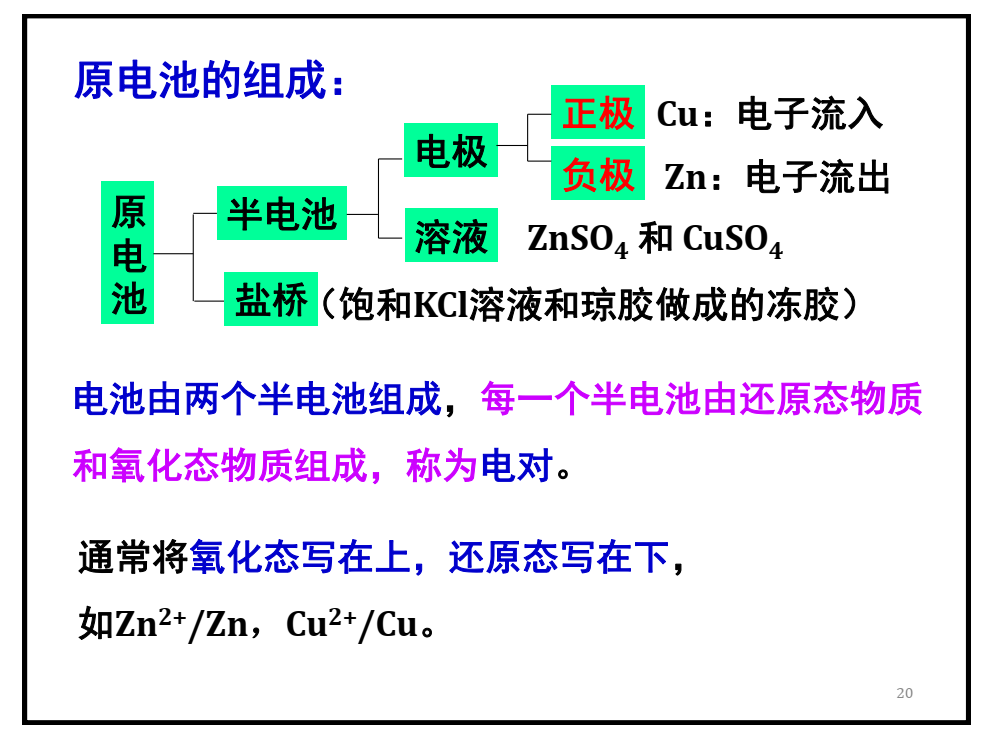 原电池的组成：
正极 Cu：电子流入
电极
负极 Zn：电子流出
原电池
半电池
溶液 ZnSO₄ 和 CuSO₄
盐桥（饱和KCl溶液和琼胶做成的冻胶）
电池由两个半电池组成，每一个半电池由还原态物质
和氧化态物质组成，称为电对。
通常将氧化态写在上，还原态写在下，
如Zn²⁺/Zn，Cu²⁺/Cu。
20